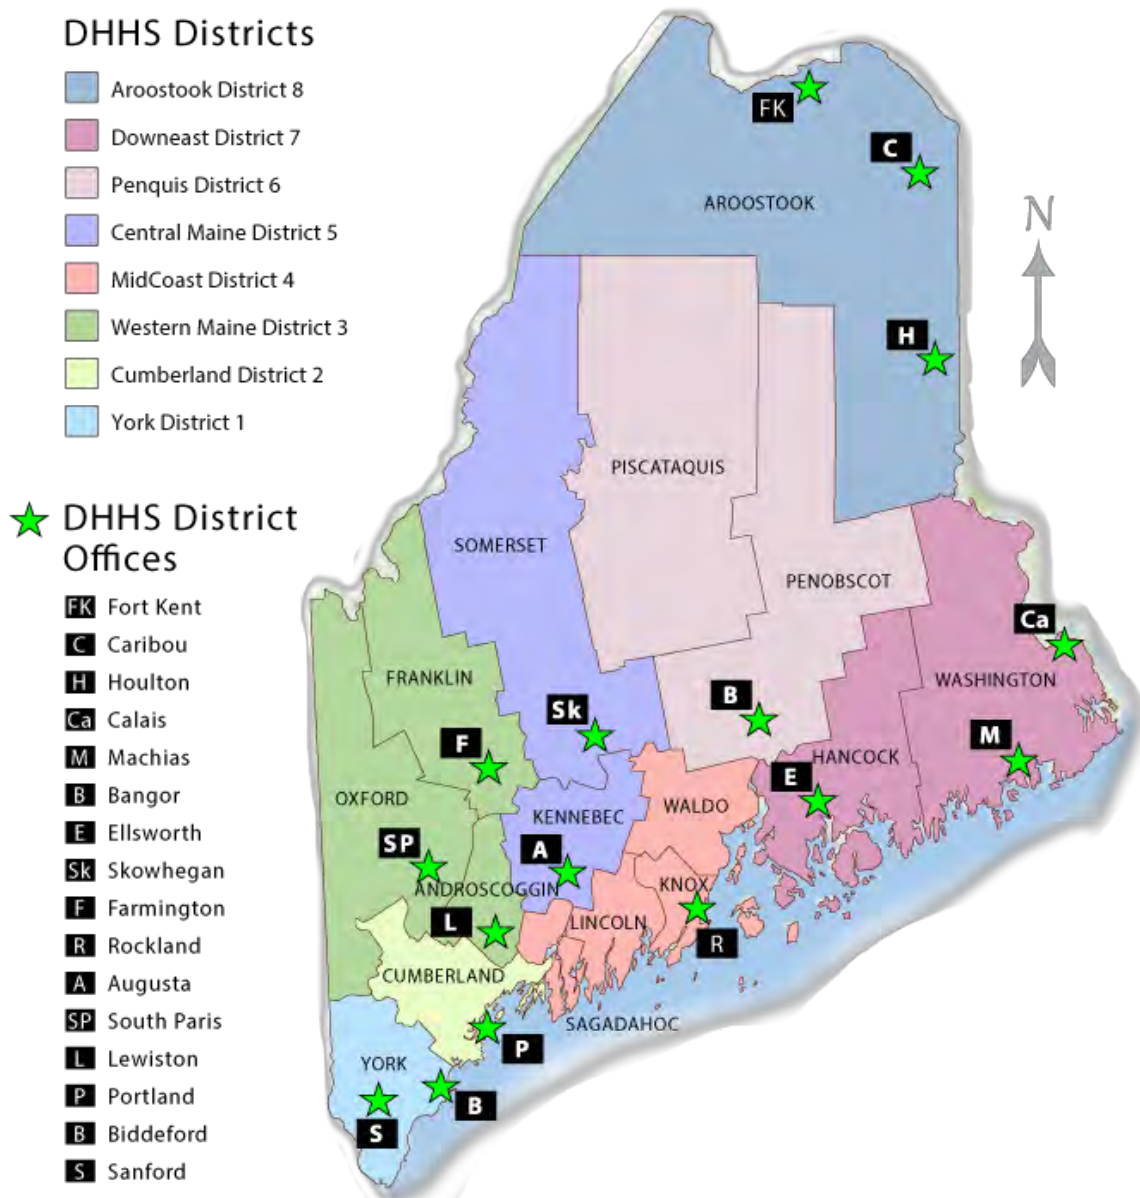 DHHS Districts
Aroostook District 8
Downeast District 7
Penquis District 6
Central Maine District 5
MidCoast District 4
Western Maine District 3
Cumberland District 2
York District 1
DHHS District
Offices
FK Fort Kent
C Caribou
H Houlton
Ca Calais
M Machias
B Bangor
E Ellsworth
Sk Skowhegan
F Farmington
R Rockland
A Augusta
SP South Paris
L Lewiston
P Portland
B Biddeford
S Sanford
FK
C
AROOSTOOK
N
H
PISCATAQUIS
SOMERSET
PENOBSCOT
Ca
FRANKLIN
WASHINGTON
B
Sk
F
M
HANCOCK
E
OXFORD
WALDO
KENNEBEC
SP
A
ANDROSCOGGIN
KNOX
L
LINCOLN
R
CUMBERLAND
SAGADAHOC
P
YORK
B
S